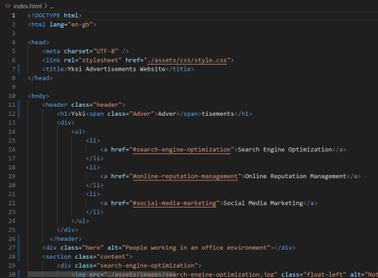 index.html > ...
1 <!DOCTYPE html>
2 <html lang="en-gb">
3
4 <head>
5 <meta charset="UTF-8" />
6 <link rel="stylesheet" href="./assets/css/style.css">
7 <title>Yksi Advertisements Website</title>
8 </head>
9
10 <body>
11 <header class="header">
12 <h1>Yski<span class="Adver">Adver</span>tisements</h1>
13 <div>
14 <ul>
15 <li>
16 <a href="#search-engine-optimization">Search Engine Optimization</a>
17 </li>
18 <li>
19 <a href="#online-reputation-management">Online Reputation Management</a>
20 </li>
21 <li>
22 <a href="#social-media-marketing">Social Media Marketing</a>
23 </li>
24 </ul>
25 </div>
26 </header>
27 <div class="hero" alt="People working in an office environment"></div>
28 <section class="content">
29 <div class="search-engine-optimization">
30 <img src="./assets/images/search-engine-optimization.jpg" class="float-left" alt="Not